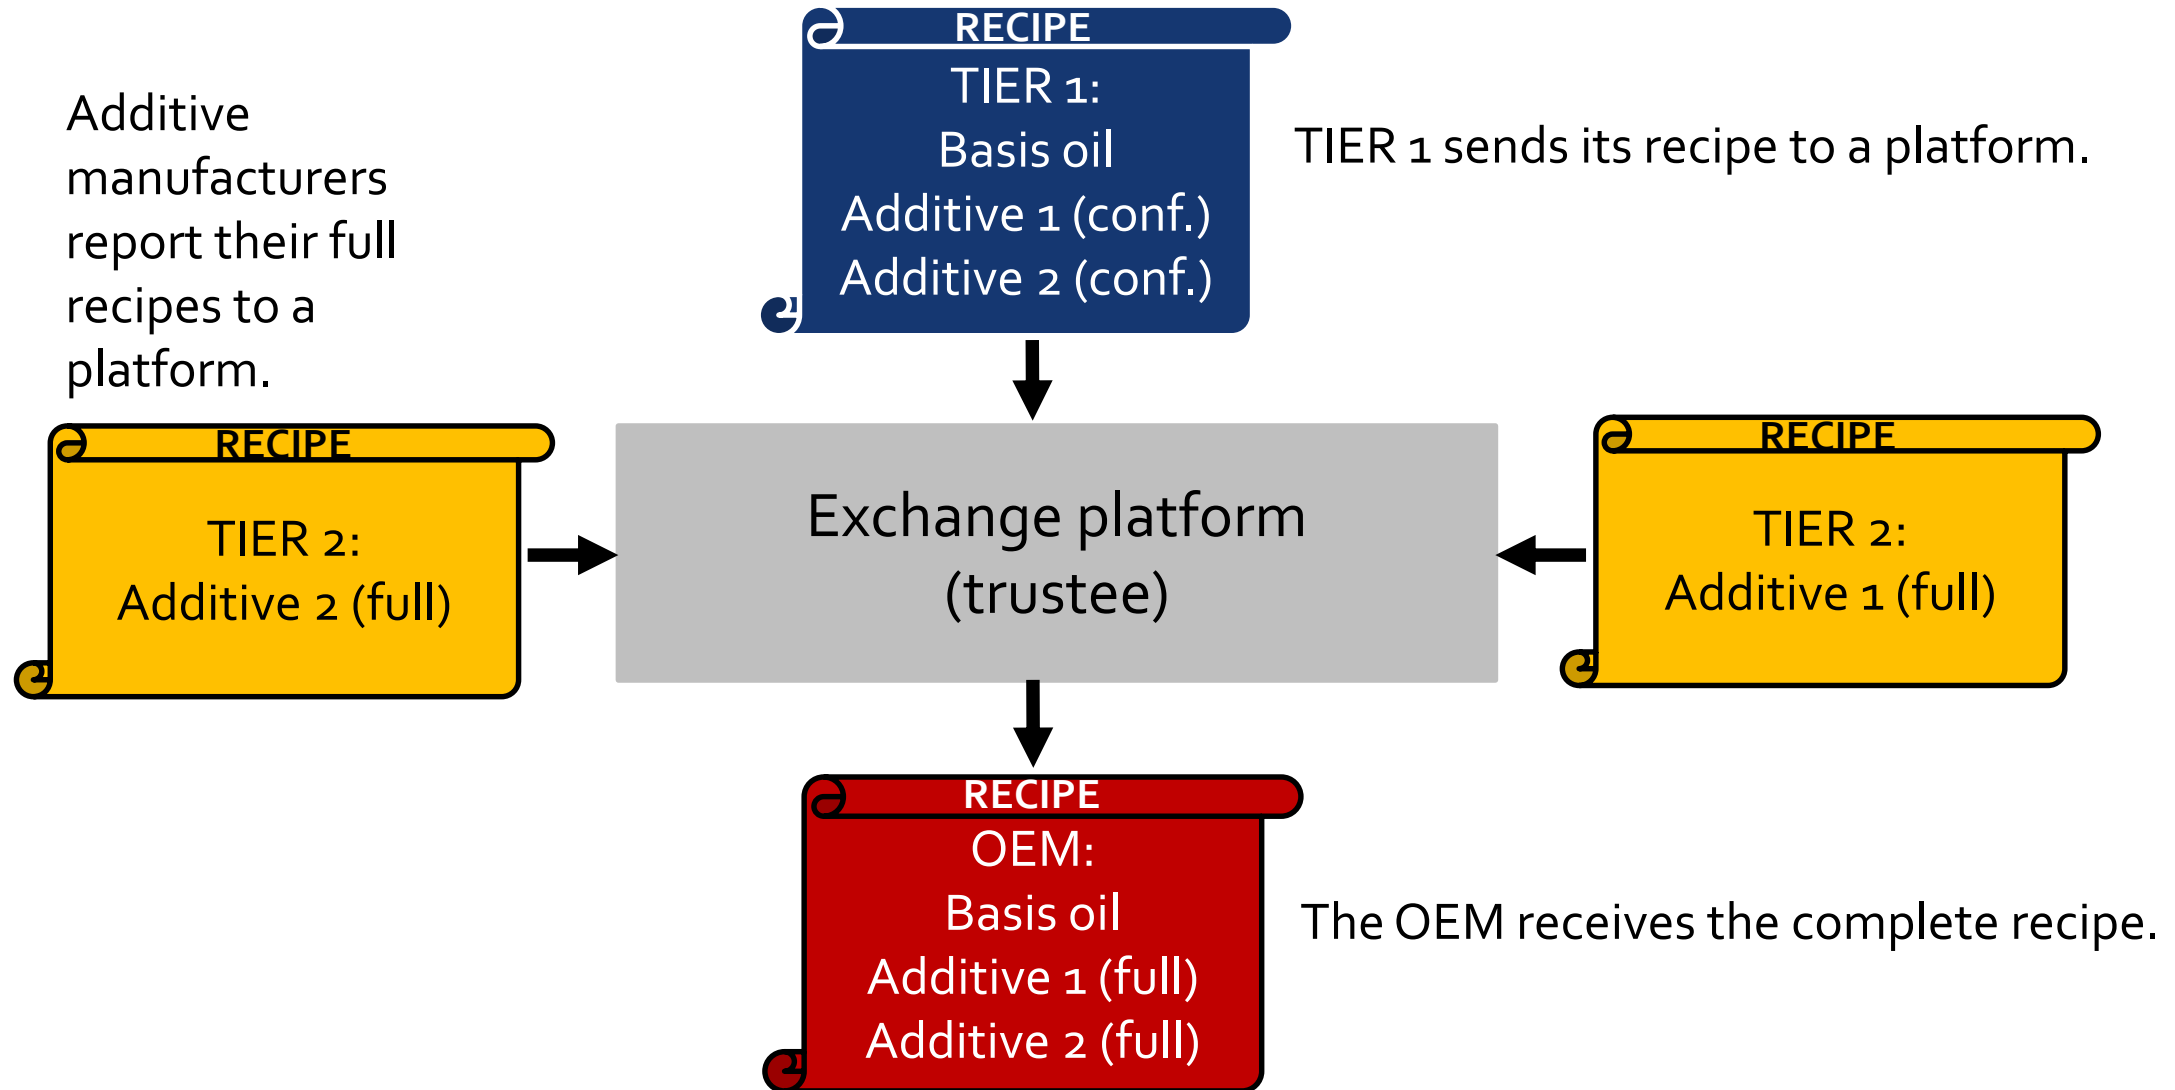 RECIPE
TIER 1:
Basis oil
Additive 1 (conf.)
Additive 2 (conf.)
TIER 1 sends its recipe to a platform.
Additive
manufacturers
report their full
recipes to a
platform.
RECIPE
TIER 2:
Additive 2 (full)
Exchange platform
(trustee)
RECIPE
TIER 2:
Additive 1 (full)
RECIPE
OEM:
Basis oil
Additive 1 (full)
Additive 2 (full)
The OEM receives the complete recipe.